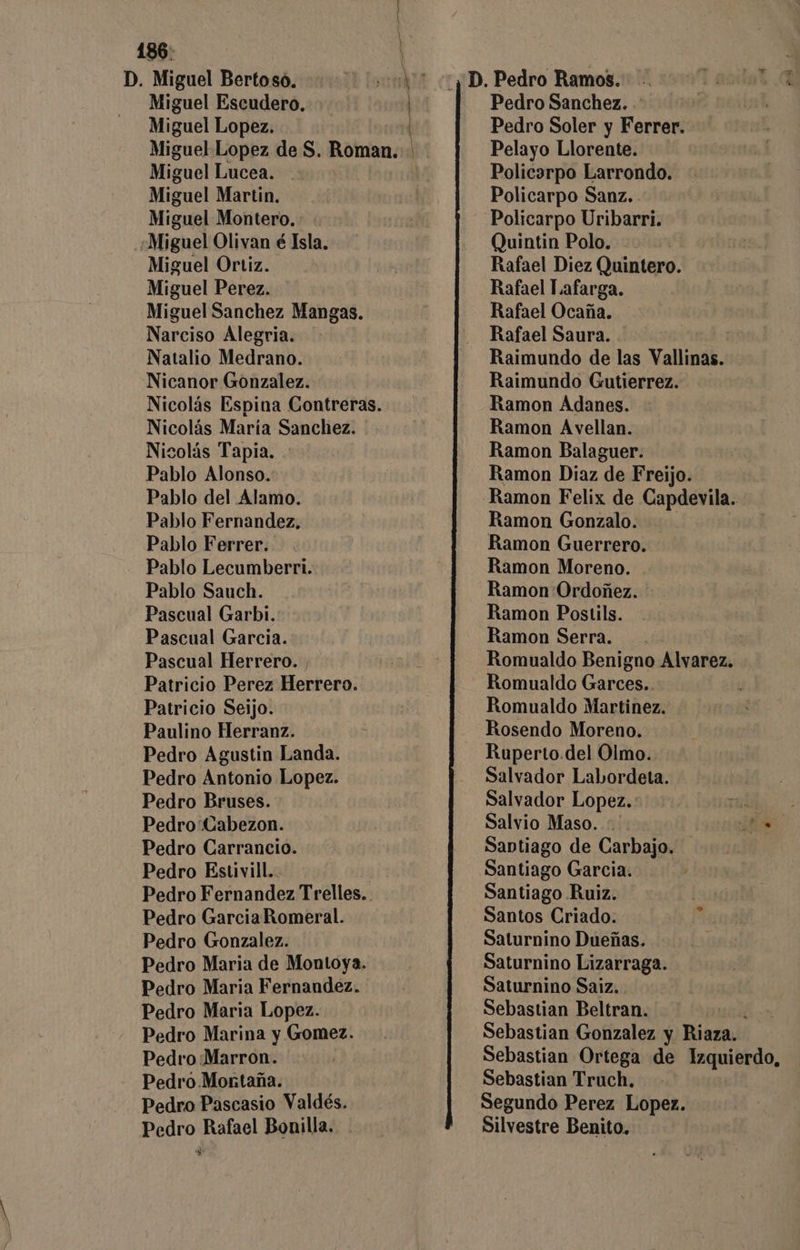 186
D. Miguel Bertosó.
Miguel Escudero.
Miguel Lopez.
Miguel Lopez de S. Roman.
Miguel Lucea.
Miguel Martin.
Miguel Montero.
Miguel Olivan é Isla.
Miguel Ortiz.
Miguel Perez.
Miguel Sanchez Mangas.
Narciso Alegria.
Natalio Medrano.
Nicanor Gonzalez.
Nicolás Espina Contreras.
Nicolás María Sanchez.
Nicolás Tapia.
Pablo Alonso.
Pablo del Alamo.
Pablo Fernandez.
Pablo Ferrer.
Pablo Lecumberri.
Pablo Sauch.
Pascual Garbi.
Pascual Garcia.
Pascual Herrero.
Patricio Perez Herrero.
Patricio Seijo.
Paulino Herranz.
Pedro Agustin Landa.
Pedro Antonio Lopez.
Pedro Bruses.
Pedro Cabezon.
Pedro Carrancio.
Pedro Estivill.
Pedro Fernandez Trelles.
Pedro Garcia Romeral.
Pedro Gonzalez.
Pedro Maria de Montoya.
Pedro Maria Fernandez.
Pedro Maria Lopez.
Pedro Marina y Gomez.
Pedro Marron.
Pedro Montaña.
Pedro Pascasio Valdés.
Pedro Rafael Bonilla.
D. Pedro Ramos.
Pedro Sanchez.
Pedro Soler y Ferrer.
Pelayo Llorente.
Policarpo Larrondo.
Policarpo Sanz.
Policarpo Uribarri.
Quintin Polo.
Rafael Diez Quintero.
Rafael Lafarga.
Rafael Ocaña.
Rafael Saura.
Raimundo de las Vallinas.
Raimundo Gutierrez.
Ramon Adanes.
Ramon Avellan.
Ramon Balaguer.
Ramon Diaz de Freijo.
Ramon Felix de Capdevila.
Ramon Gonzalo.
Ramon Guerrero.
Ramon Moreno.
Ramon Ordoñez.
Ramon Postils.
Ramon Serra.
Romualdo Benigno Alvarez.
Romualdo Garces.
Romualdo Martinez.
Rosendo Moreno.
Ruperto del Olmo.
Salvador Labordeta.
Salvador Lopez.
Salvio Maso.
Santiago de Carbajo.
Santiago Garcia.
Santiago Ruiz.
Santos Criado.
Saturnino Dueñas.
Saturnino Lizarraga.
Saturnino Saiz.
Sebastian Beltran.
Sebastian Gonzalez y Riaza.
Sebastian Ortega de Izquierdo,
Sebastian Truch.
Segundo Perez Lopez.
Silvestre Benito.